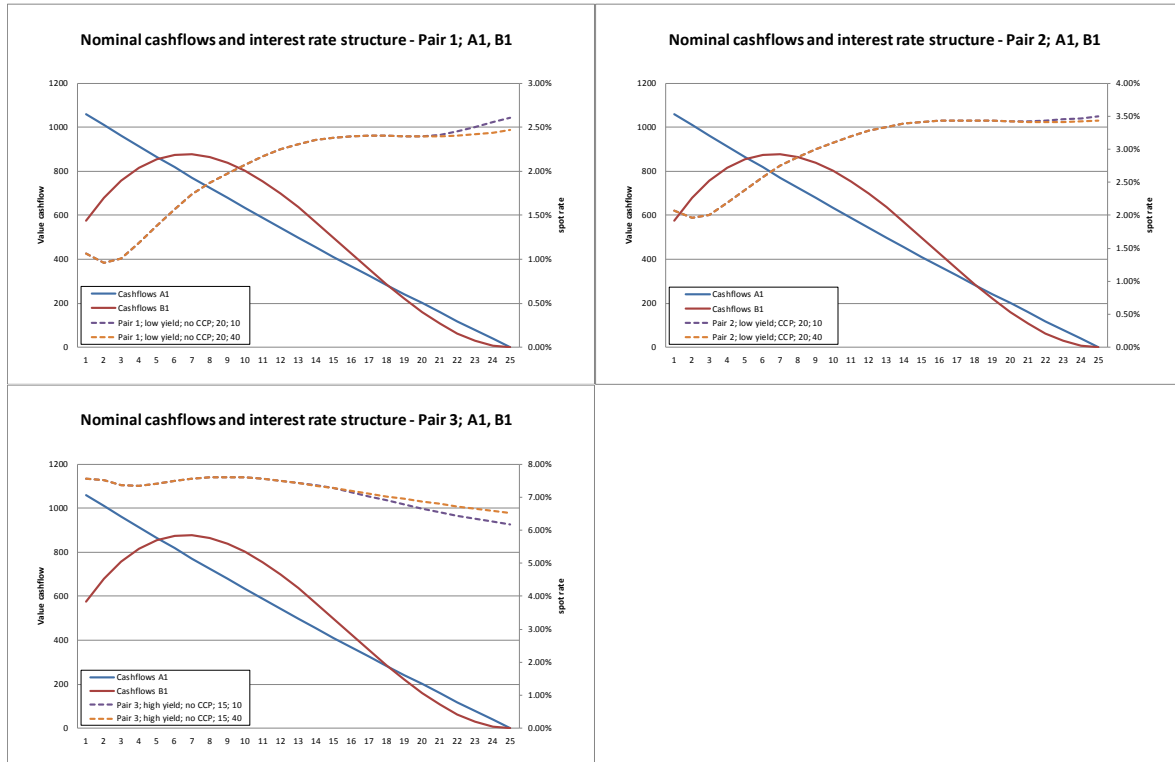 Nominal cashflows and interest rate structure - Pair 1; A1, B1
1200 3.00%
1000 2.50%
800 2.00%
600 1.50%
400 1.00%
200 0.50%
0 0.00%
Value cashflow
spot rate
Cashflows A1
Cashflows B1
Pair 1; low yield; no CCP; 20; 10
Pair 1; low yield; no CCP; 20; 40
1 2 3 4 5 6 7 8 9 10 11 12 13 14 15 16 17 18 19 20 21 22 23 24 25
Nominal cashflows and interest rate structure - Pair 2; A1, B1
1200 4.00%
3.50%
1000
3.00%
800
2.50%
600 2.00%
1.50%
400
1.00%
200
0.50%
0 0.00%
Value cashflow
spot rate
Cashflows A1
Cashflows B1
Pair 2; low yield; CCP; 20; 10
Pair 2; low yield; CCP; 20; 40
1 2 3 4 5 6 7 8 9 10 11 12 13 14 15 16 17 18 19 20 21 22 23 24 25
Nominal cashflows and interest rate structure - Pair 3; A1, B1
1200 8.00%
7.00%
1000
6.00%
800
5.00%
600 4.00%
3.00%
400
2.00%
200
1.00%
0 0.00%
Value cashflow
spot rate
Cashflows A1
Cashflows B1
Pair 3; high yield; no CCP; 15; 10
Pair 3; high yield; no CCP; 15; 40
1 2 3 4 5 6 7 8 9 10 11 12 13 14 15 16 17 18 19 20 21 22 23 24 25